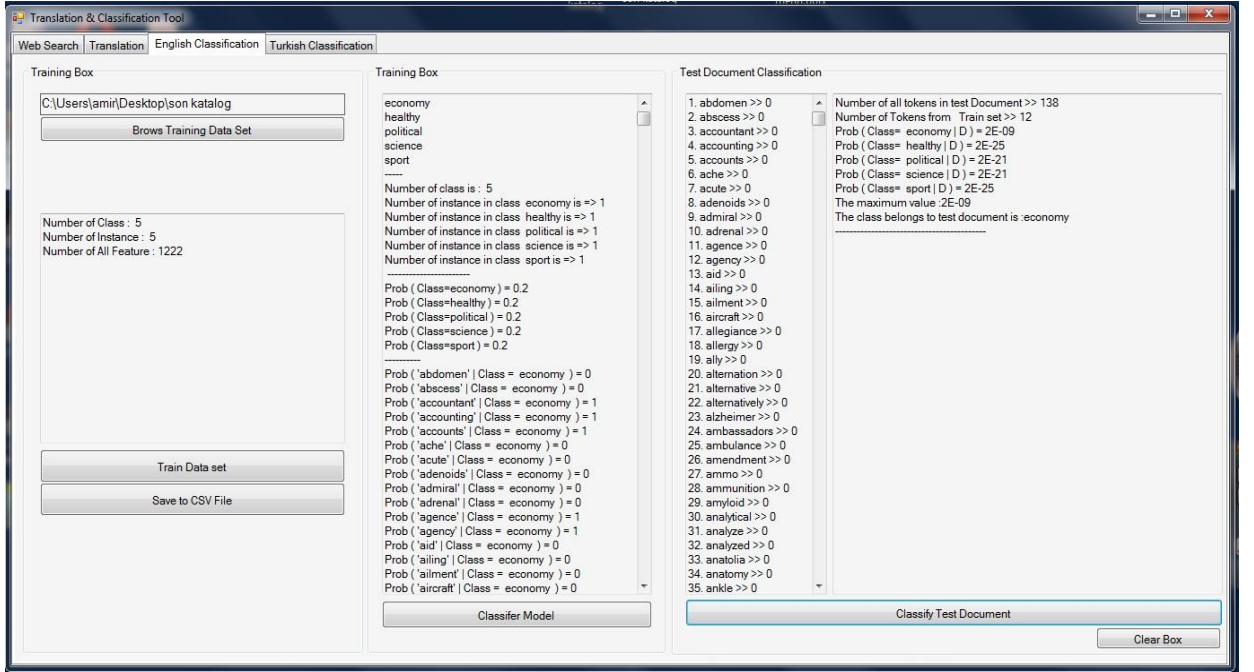 son katalog
Translation & Classification Tool
Web Search
Translation
English Classification
Turkish Classification
Training Box
C:\Users\amir\Desktop\son katalog
Brows Training Data Set
Number of Class : 5
Number of Instance : 5
Number of All Feature : 1222
Train Data set
Save to CSV File
Training Box
economy
healthy
political
science
sport
-----
Number of class is : 5
Number of instance in class economy is => 1
Number of instance in class healthy is => 1
Number of instance in class political is => 1
Number of instance in class science is => 1
Number of instance in class sport is => 1
-----------------------
Prob ( Class=economy ) = 0.2
Prob ( Class=healthy ) = 0.2
Prob ( Class=political ) = 0.2
Prob ( Class=science ) = 0.2
Prob ( Class=sport ) = 0.2
----------
Prob ( 'abdomen' | Class = economy ) = 0
Prob ( 'abscess' | Class = economy ) = 0
Prob ( 'accountant' | Class = economy ) = 1
Prob ( 'accounting' | Class = economy ) = 1
Prob ( 'accounts' | Class = economy ) = 1
Prob ( 'ache' | Class = economy ) = 0
Prob ( 'acute' | Class = economy ) = 0
Prob ( 'adenoids' | Class = economy ) = 0
Prob ( 'admiral' | Class = economy ) = 0
Prob ( 'adrenal' | Class = economy ) = 0
Prob ( 'agence' | Class = economy ) = 1
Prob ( 'agency' | Class = economy ) = 1
Prob ( 'aid' | Class = economy ) = 0
Prob ( 'ailing' | Class = economy ) = 0
Prob ( 'ailment' | Class = economy ) = 0
Prob ( 'aircraft' | Class = economy ) = 0
Classifer Model
Test Document Classification
1. abdomen >> 0
2. abscess >> 0
3. accountant >> 0
4. accounting >> 0
5. accounts >> 0
6. ache >> 0
7. acute >> 0
8. adenoids >> 0
9. admiral >> 0
10. adrenal >> 0
11. agence >> 0
12. agency >> 0
13. aid >> 0
14. ailing >> 0
15. ailment >> 0
16. aircraft >> 0
17. allegiance >> 0
18. allergy >> 0
19. ally >> 0
20. alternation >> 0
21. alternative >> 0
22. alternatively >> 0
23. alzheimer >> 0
24. ambassadors >> 0
25. ambulance >> 0
26. amendment >> 0
27. ammo >> 0
28. ammunition >> 0
29. amyloid >> 0
30. analytical >> 0
31. analyze >> 0
32. analyzed >> 0
33. anatolia >> 0
34. anatomy >> 0
35. ankle >> 0
Number of all tokens in test Document >> 138
Number of Tokens from Train set >> 12
Prob ( Class= economy | D ) = 2E-09
Prob ( Class= healthy | D ) = 2E-25
Prob ( Class= political | D ) = 2E-21
Prob ( Class= science | D ) = 2E-21
Prob ( Class= sport | D ) = 2E-25
The maximum value :2E-09
The class belongs to test document is :economy
------------------------------------------
Classify Test Document
Clear Box